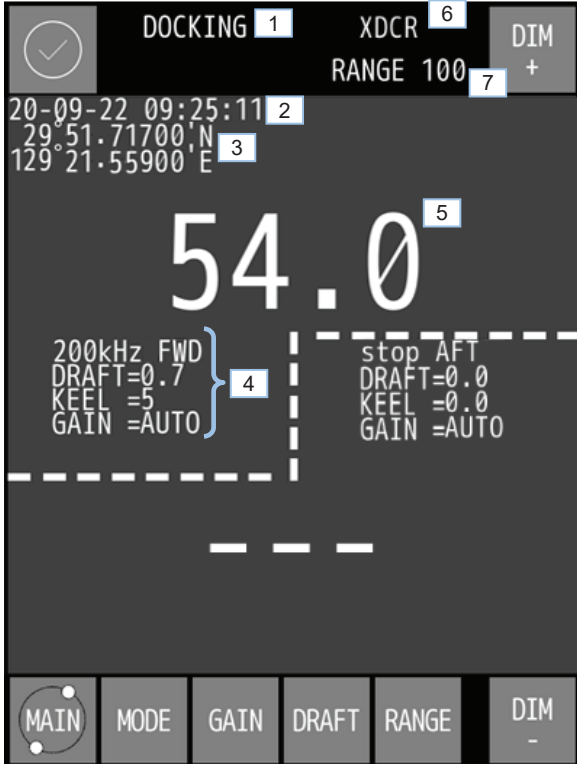 DOCKING 1
XDCR 6
RANGE 100 7
DIM
+
20-09-22 09:25:11 2
29°51.71700'N
129°21.55900'E 3
54.0 5
200kHz FWD
DRAFT=0.7
KEEL =5
GAIN =AUTO
4
stop AFT
DRAFT=0.0
KEEL =0.0
GAIN =AUTO
– – –
MAIN
MODE
GAIN
DRAFT
RANGE
DIM
-